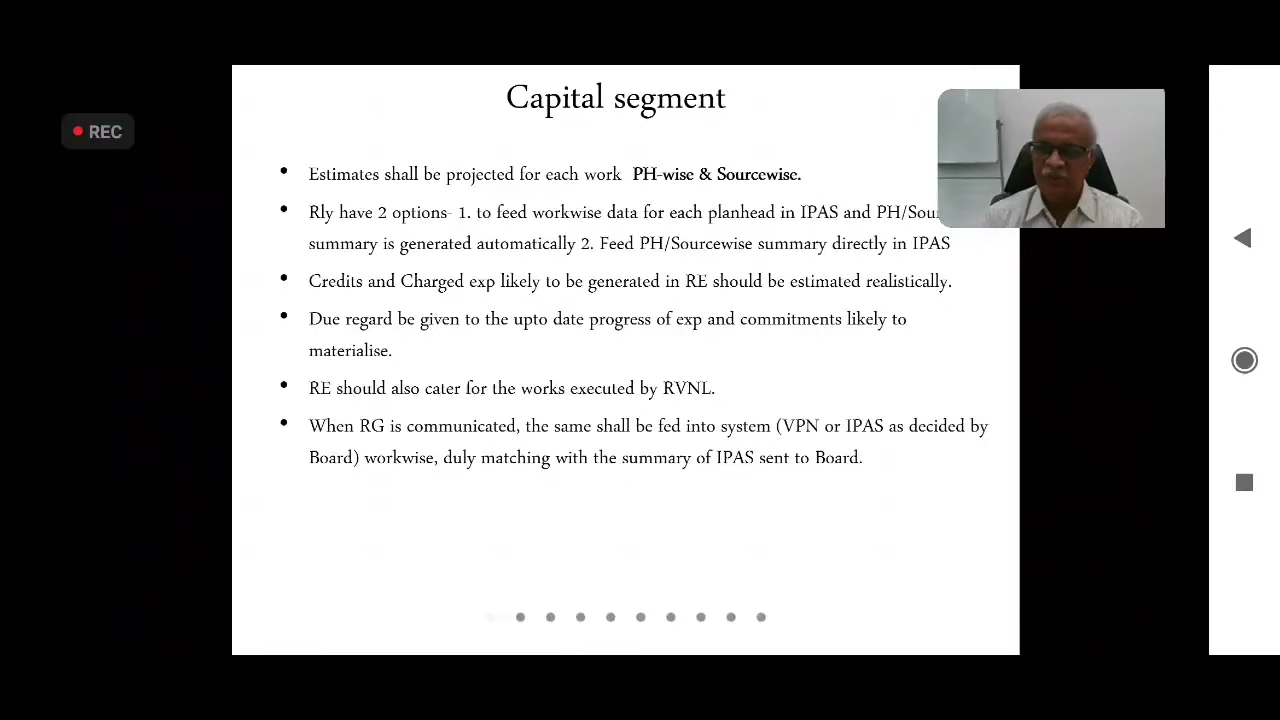 Capital segment
REC
• Estimates shall be projected for each work PH-wise & Sourcewise.
• Rly have 2 options- 1. to feed workwise data for each planhead in IPAS and
summary is generated automatically 2. Feed PH/Sourcewise summary directly in IPAS
• Credits and Charged exp likely to be generated in RE should be estimated realistically.
• Due regard be given to the upto date progress of exp and commitments likely to
materialise.
• RE should also cater for the works executed by RVNL.
• When RG is communicated, the same shall be fed into system (VPN or IPAS as decided by
Board) workwise, duly matching with the summary of IPAS sent to Board.